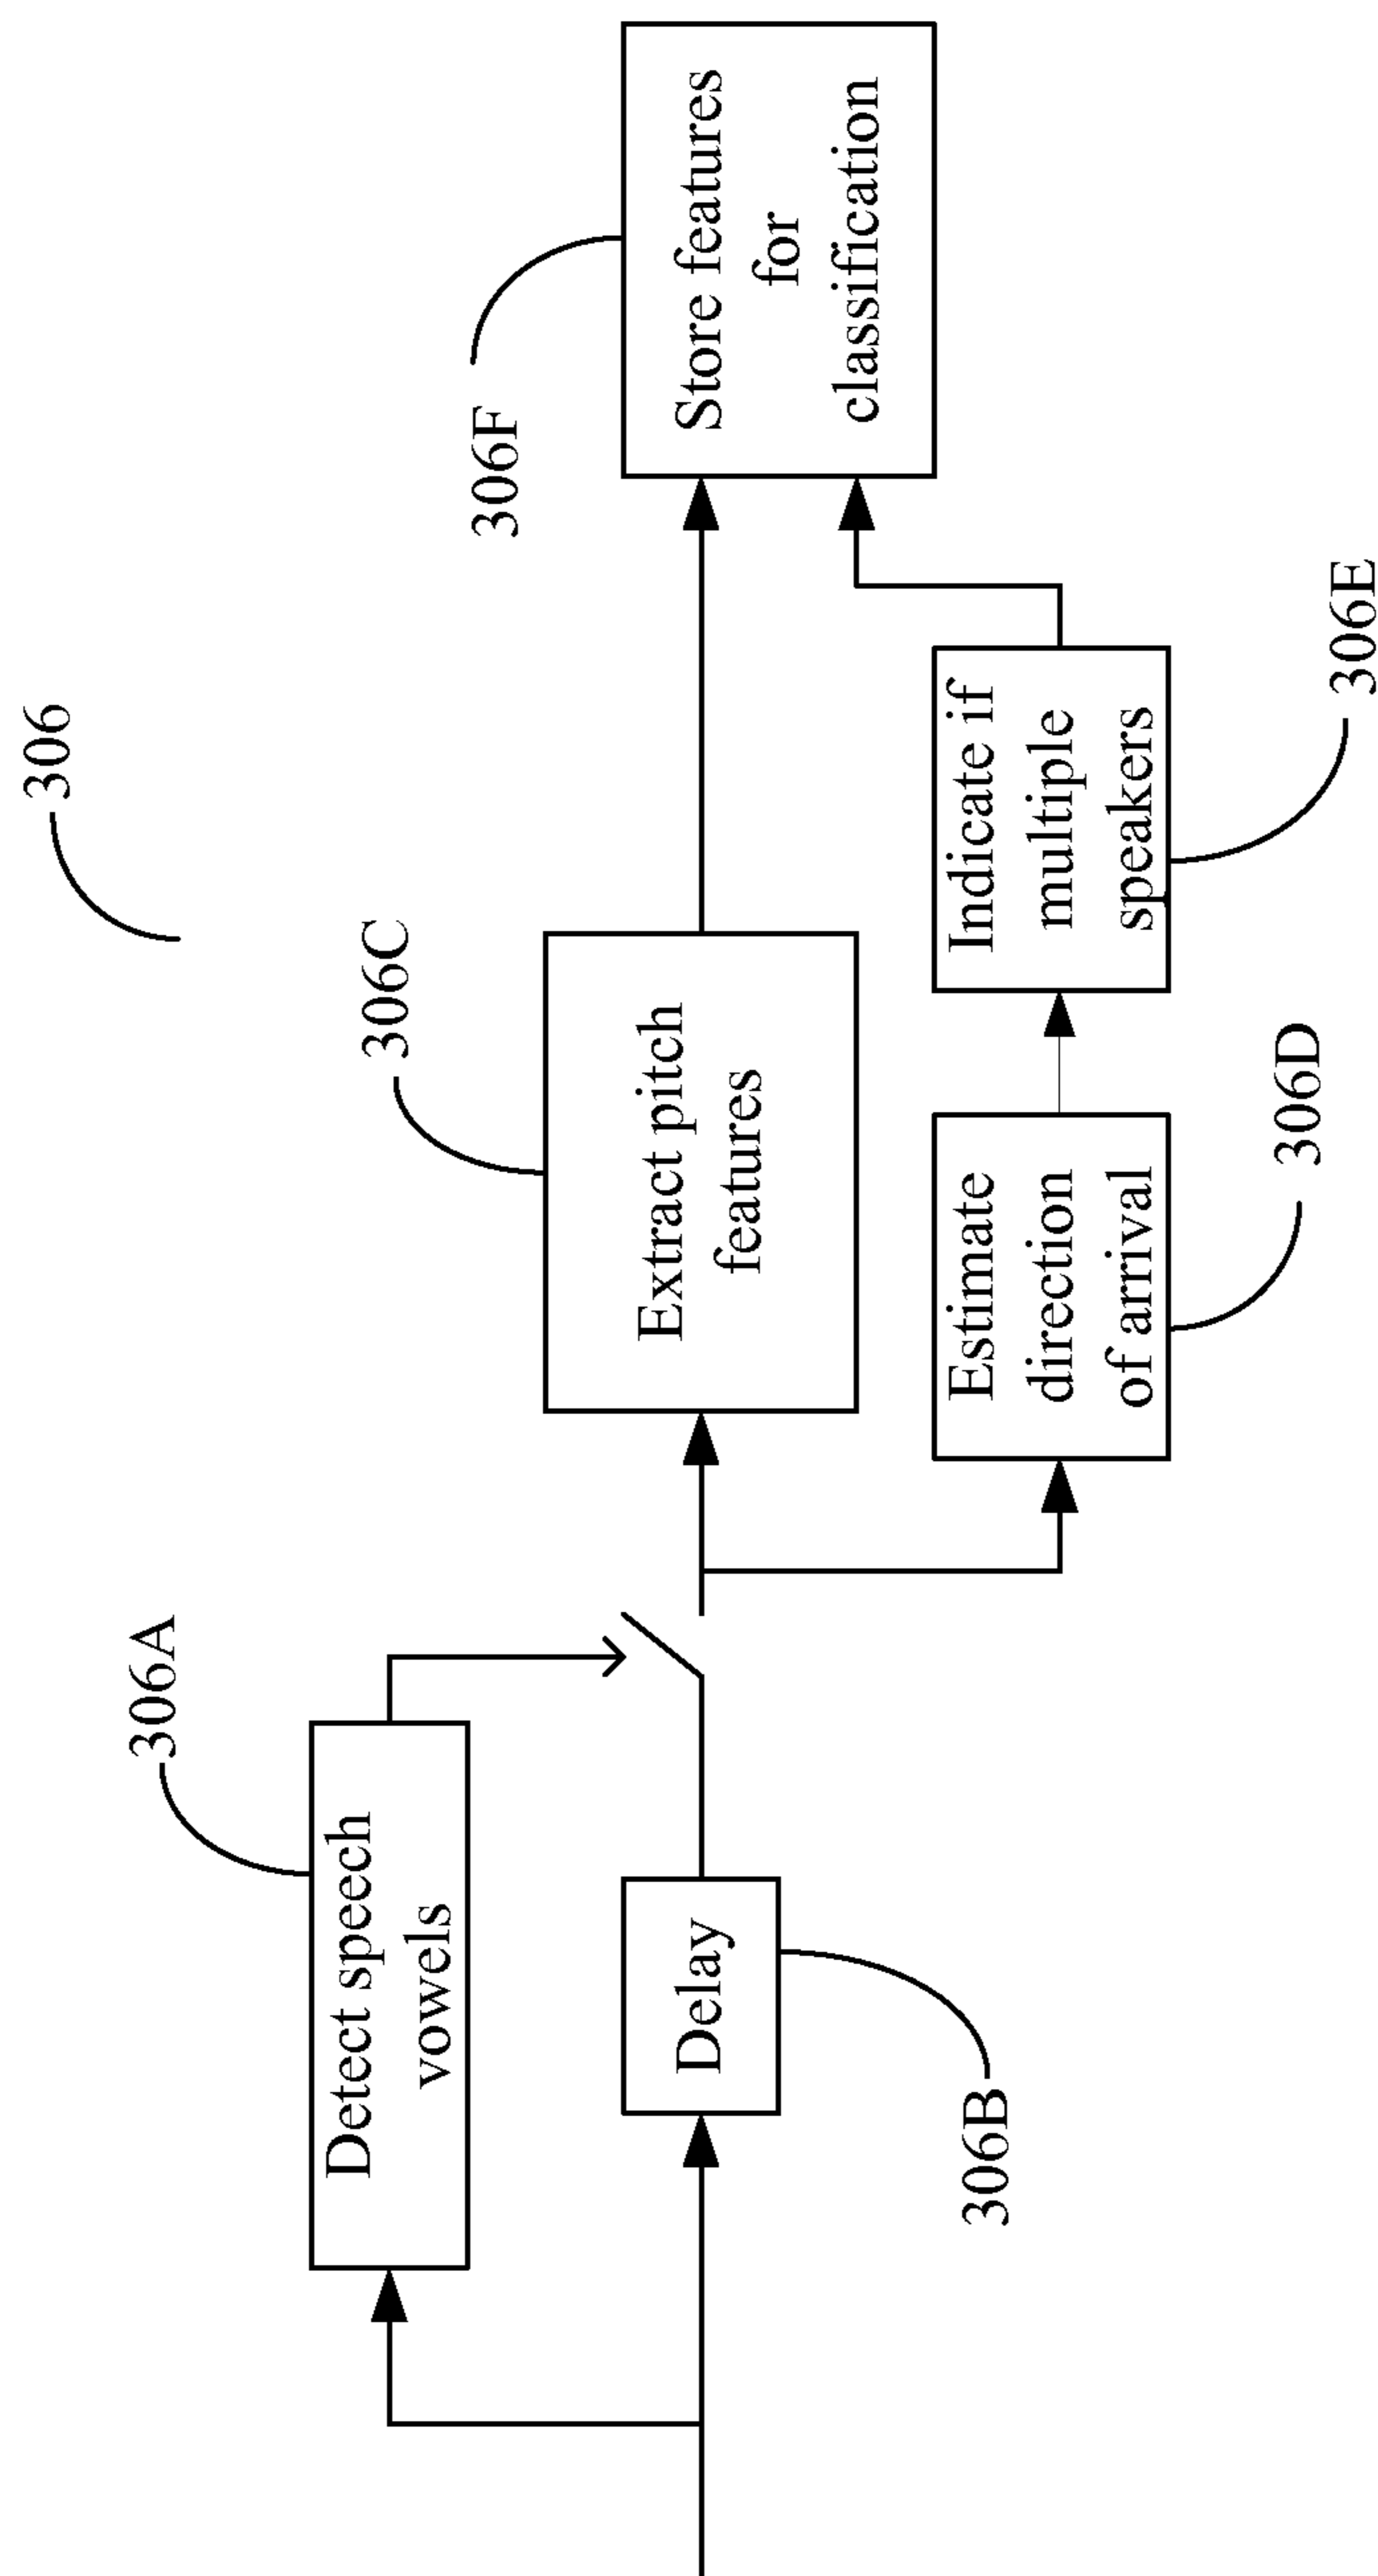 306
306A
Detect speech
vowels
306B
Delay
306C
Extract pitch
features
306D
Estimate
direction
of arrival
306E
Indicate if
multiple
speakers
306F
Store features
for
classification